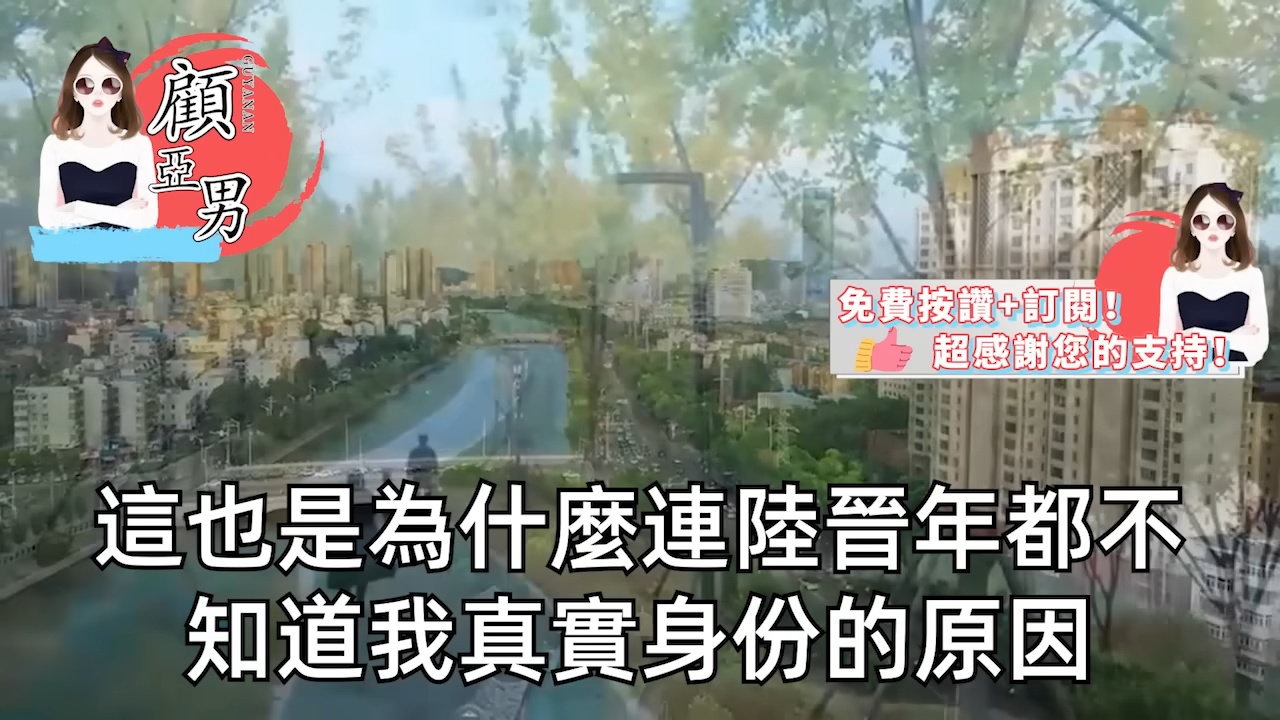 顧亞男
GUYANAN
免費按讚+訂閱!
超感謝您的支持!
這也是為什麼連陸晉年都不
知道我真實身份的原因